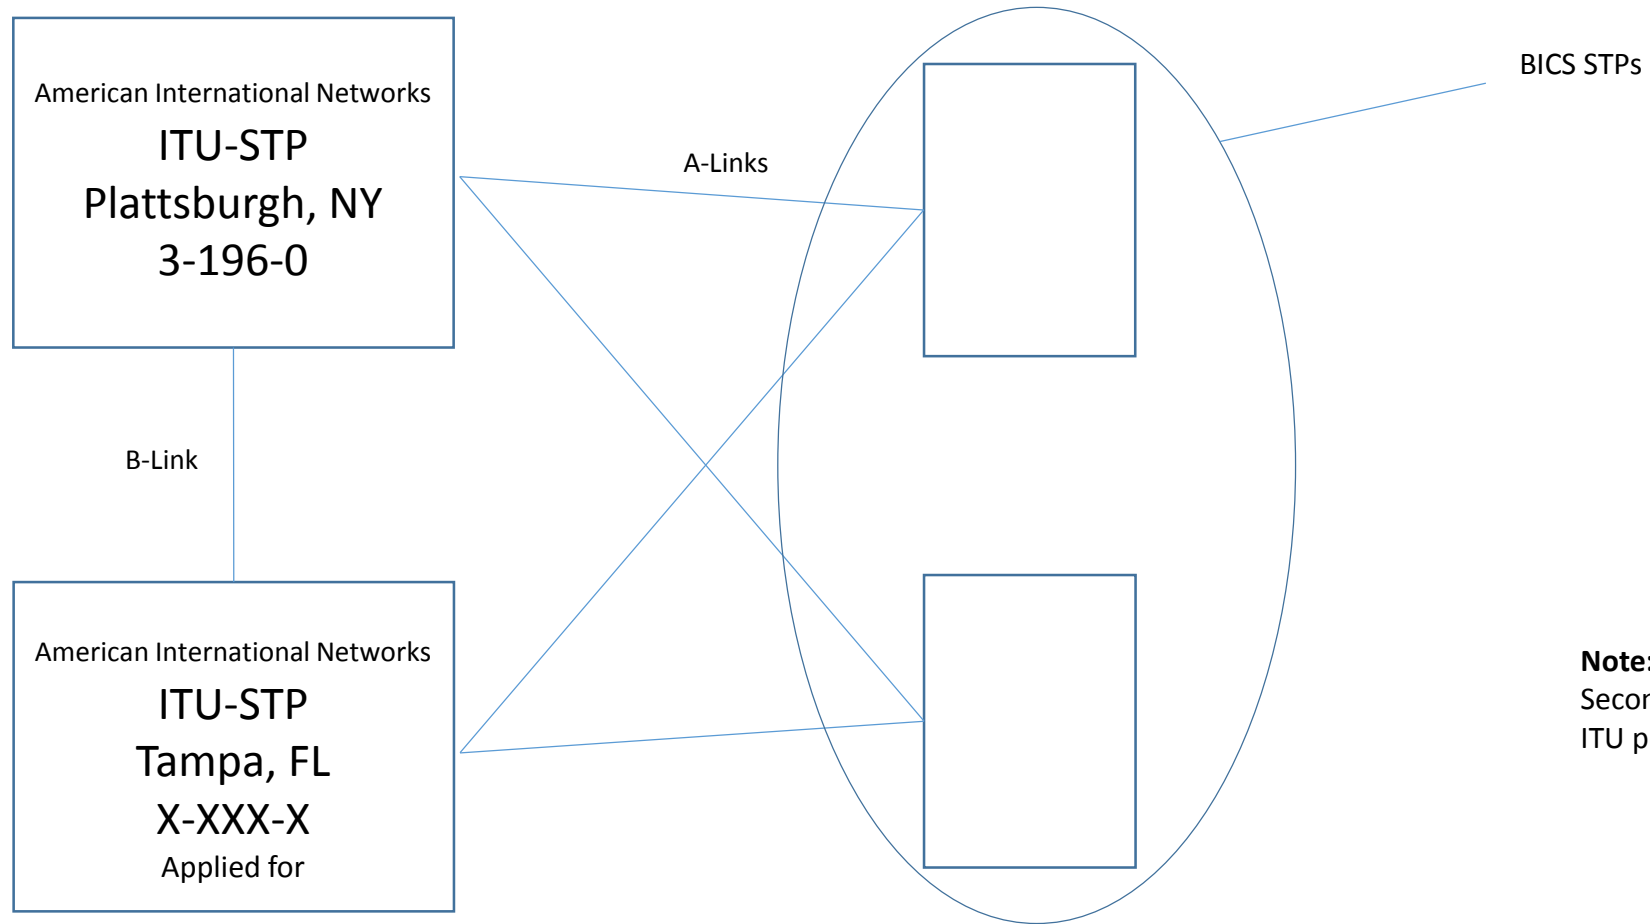 American International Networks
ITU-STP
Plattsburgh, NY
3-196-0
A-Links
BICS STPs
B-Link
American International Networks
ITU-STP
Tampa, FL
X-XXX-X
Applied for
Note:
ITU